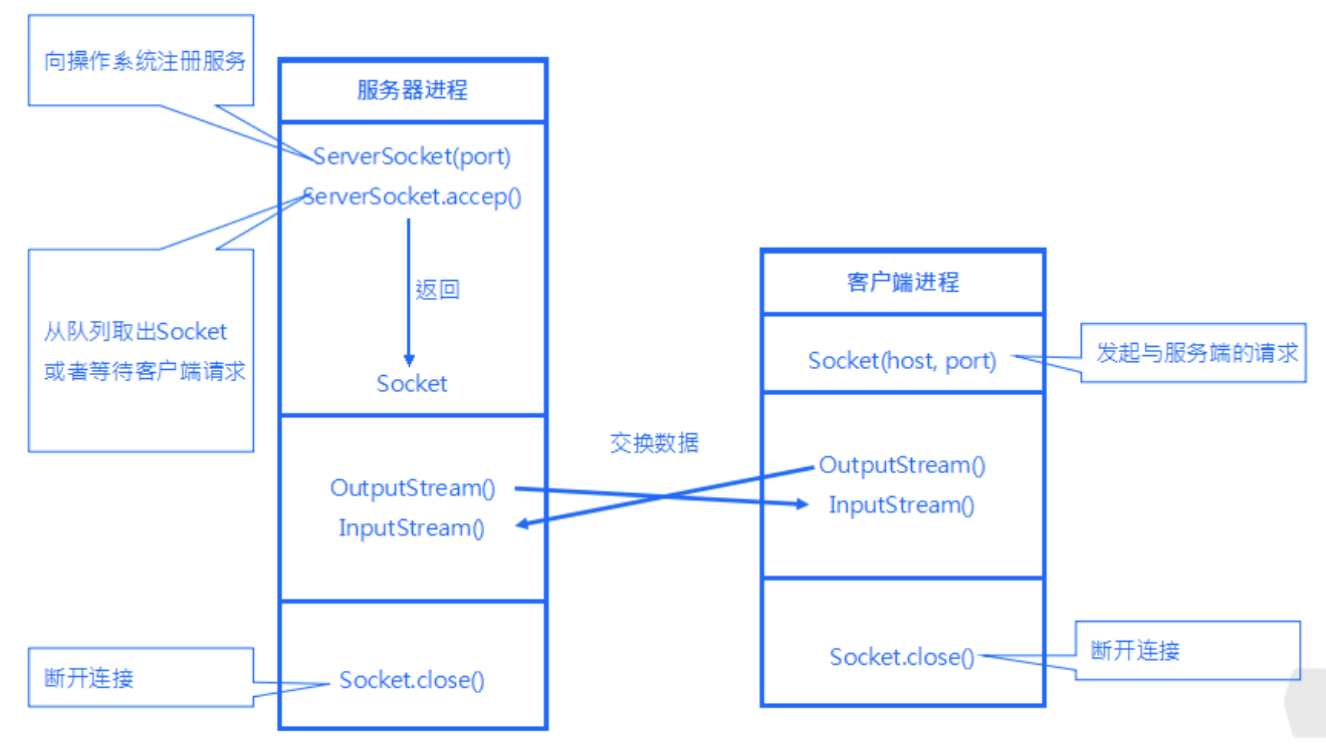 向操作系统注册服务
服务器进程
ServerSocket(port)
ServerSocket.accep()
返回
从队列取出Socket
或者等待客户端请求
Socket
OutputStream()
InputStream()
断开连接
Socket.close()
交换数据
客户端进程
Socket(host, port)
发起与服务端的请求
OutputStream()
InputStream()
Socket.close()
断开连接